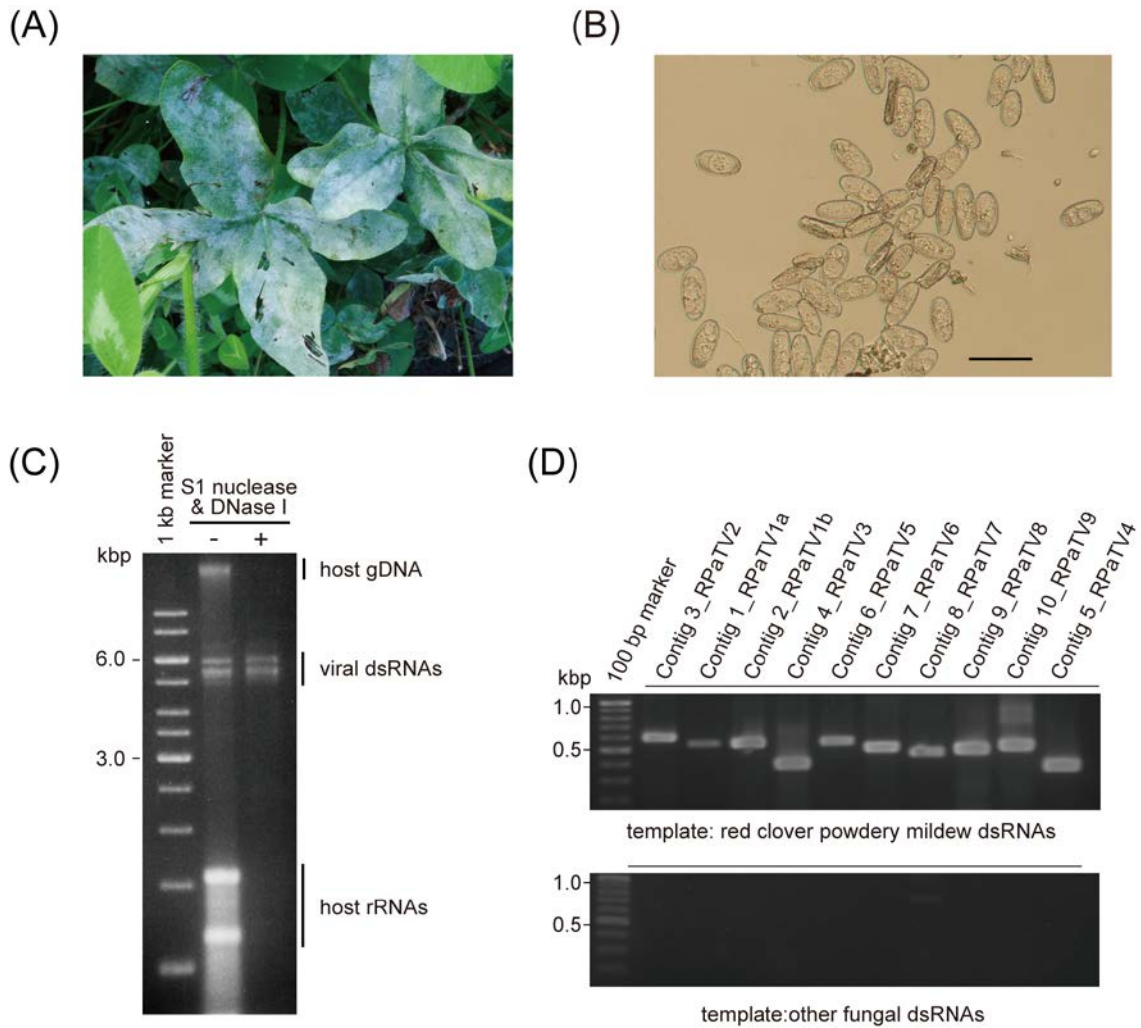 (A)
(B)
(C)
1 kb marker
S1 nuclease
& DNase I
- +
kbp
host gDNA
6.0
viral dsRNAs
3.0
host rRNAs
(D)
100 bp marker
Contig 3_RPaTV2
Contig 1_RPaTV1a
Contig 2_RPaTV1b
Contig 4_RPaTV3
Contig 6_RPaTV5
Contig 7_RPaTV6
Contig 8_RPaTV7
Contig 9_RPaTV8
Contig 10_RPaTV9
Contig 5_RPaTV4
kbp
1.0
0.5
template: red clover powdery mildew dsRNAs
1.0
0.5
template:other fungal dsRNAs